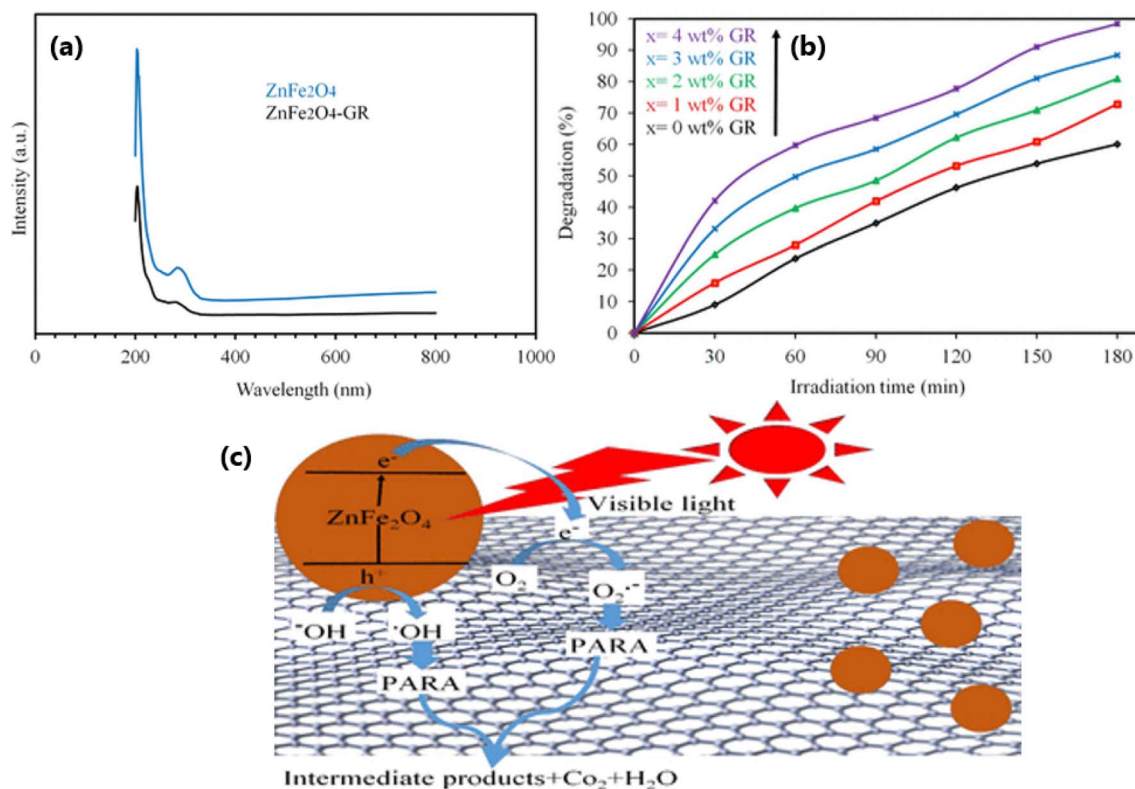 (a)
ZnFe2O4
ZnFe2O4-GR
Intensity (a.u.)
0 200 400 600 800 1000
Wavelength (nm)
(b)
x= 4 wt% GR
x= 3 wt% GR
x= 2 wt% GR
x= 1 wt% GR
x= 0 wt% GR
Degradation (%)
100
90
80
70
60
50
40
30
20
10
0
0 30 60 90 120 150 180
Irradiation time (min)
(c)
e-
ZnFe2O4
h+
Visible light
e-
O2
O2·-
-OH
·OH
PARA
PARA
Intermediate products+Co2+H2O